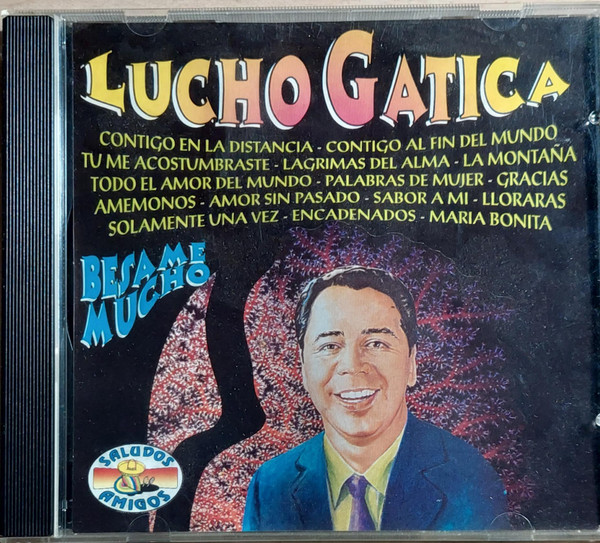 LUCHO GATICA
CONTIGO EN LA DISTANCIA - CONTIGO AL FIN DEL MUNDO
TU ME ACOSTUMBRASTE - LAGRIMAS DEL ALMA - LA MONTAÑA
TODO EL AMOR DEL MUNDO - PALABRAS DE MUJER - GRACIAS
AMEMONOS - AMOR SIN PASADO - SABOR A MI - LLORARAS
SOLAMENTE UNA VEZ - ENCADENADOS - MARIA BONITA
BESAME
MUCHO
SALUDOS
AMIGOS